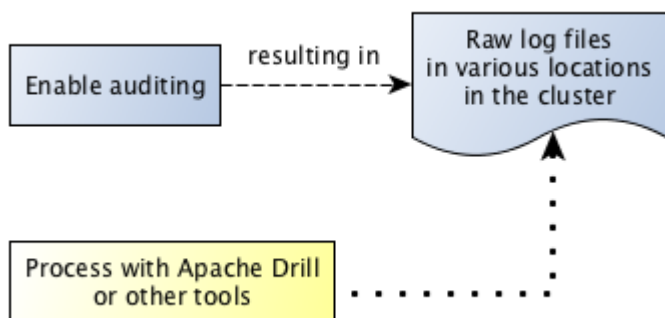 Enable auditing
resulting in
Raw log files
in various locations
in the cluster
Process with Apache Drill
or other tools